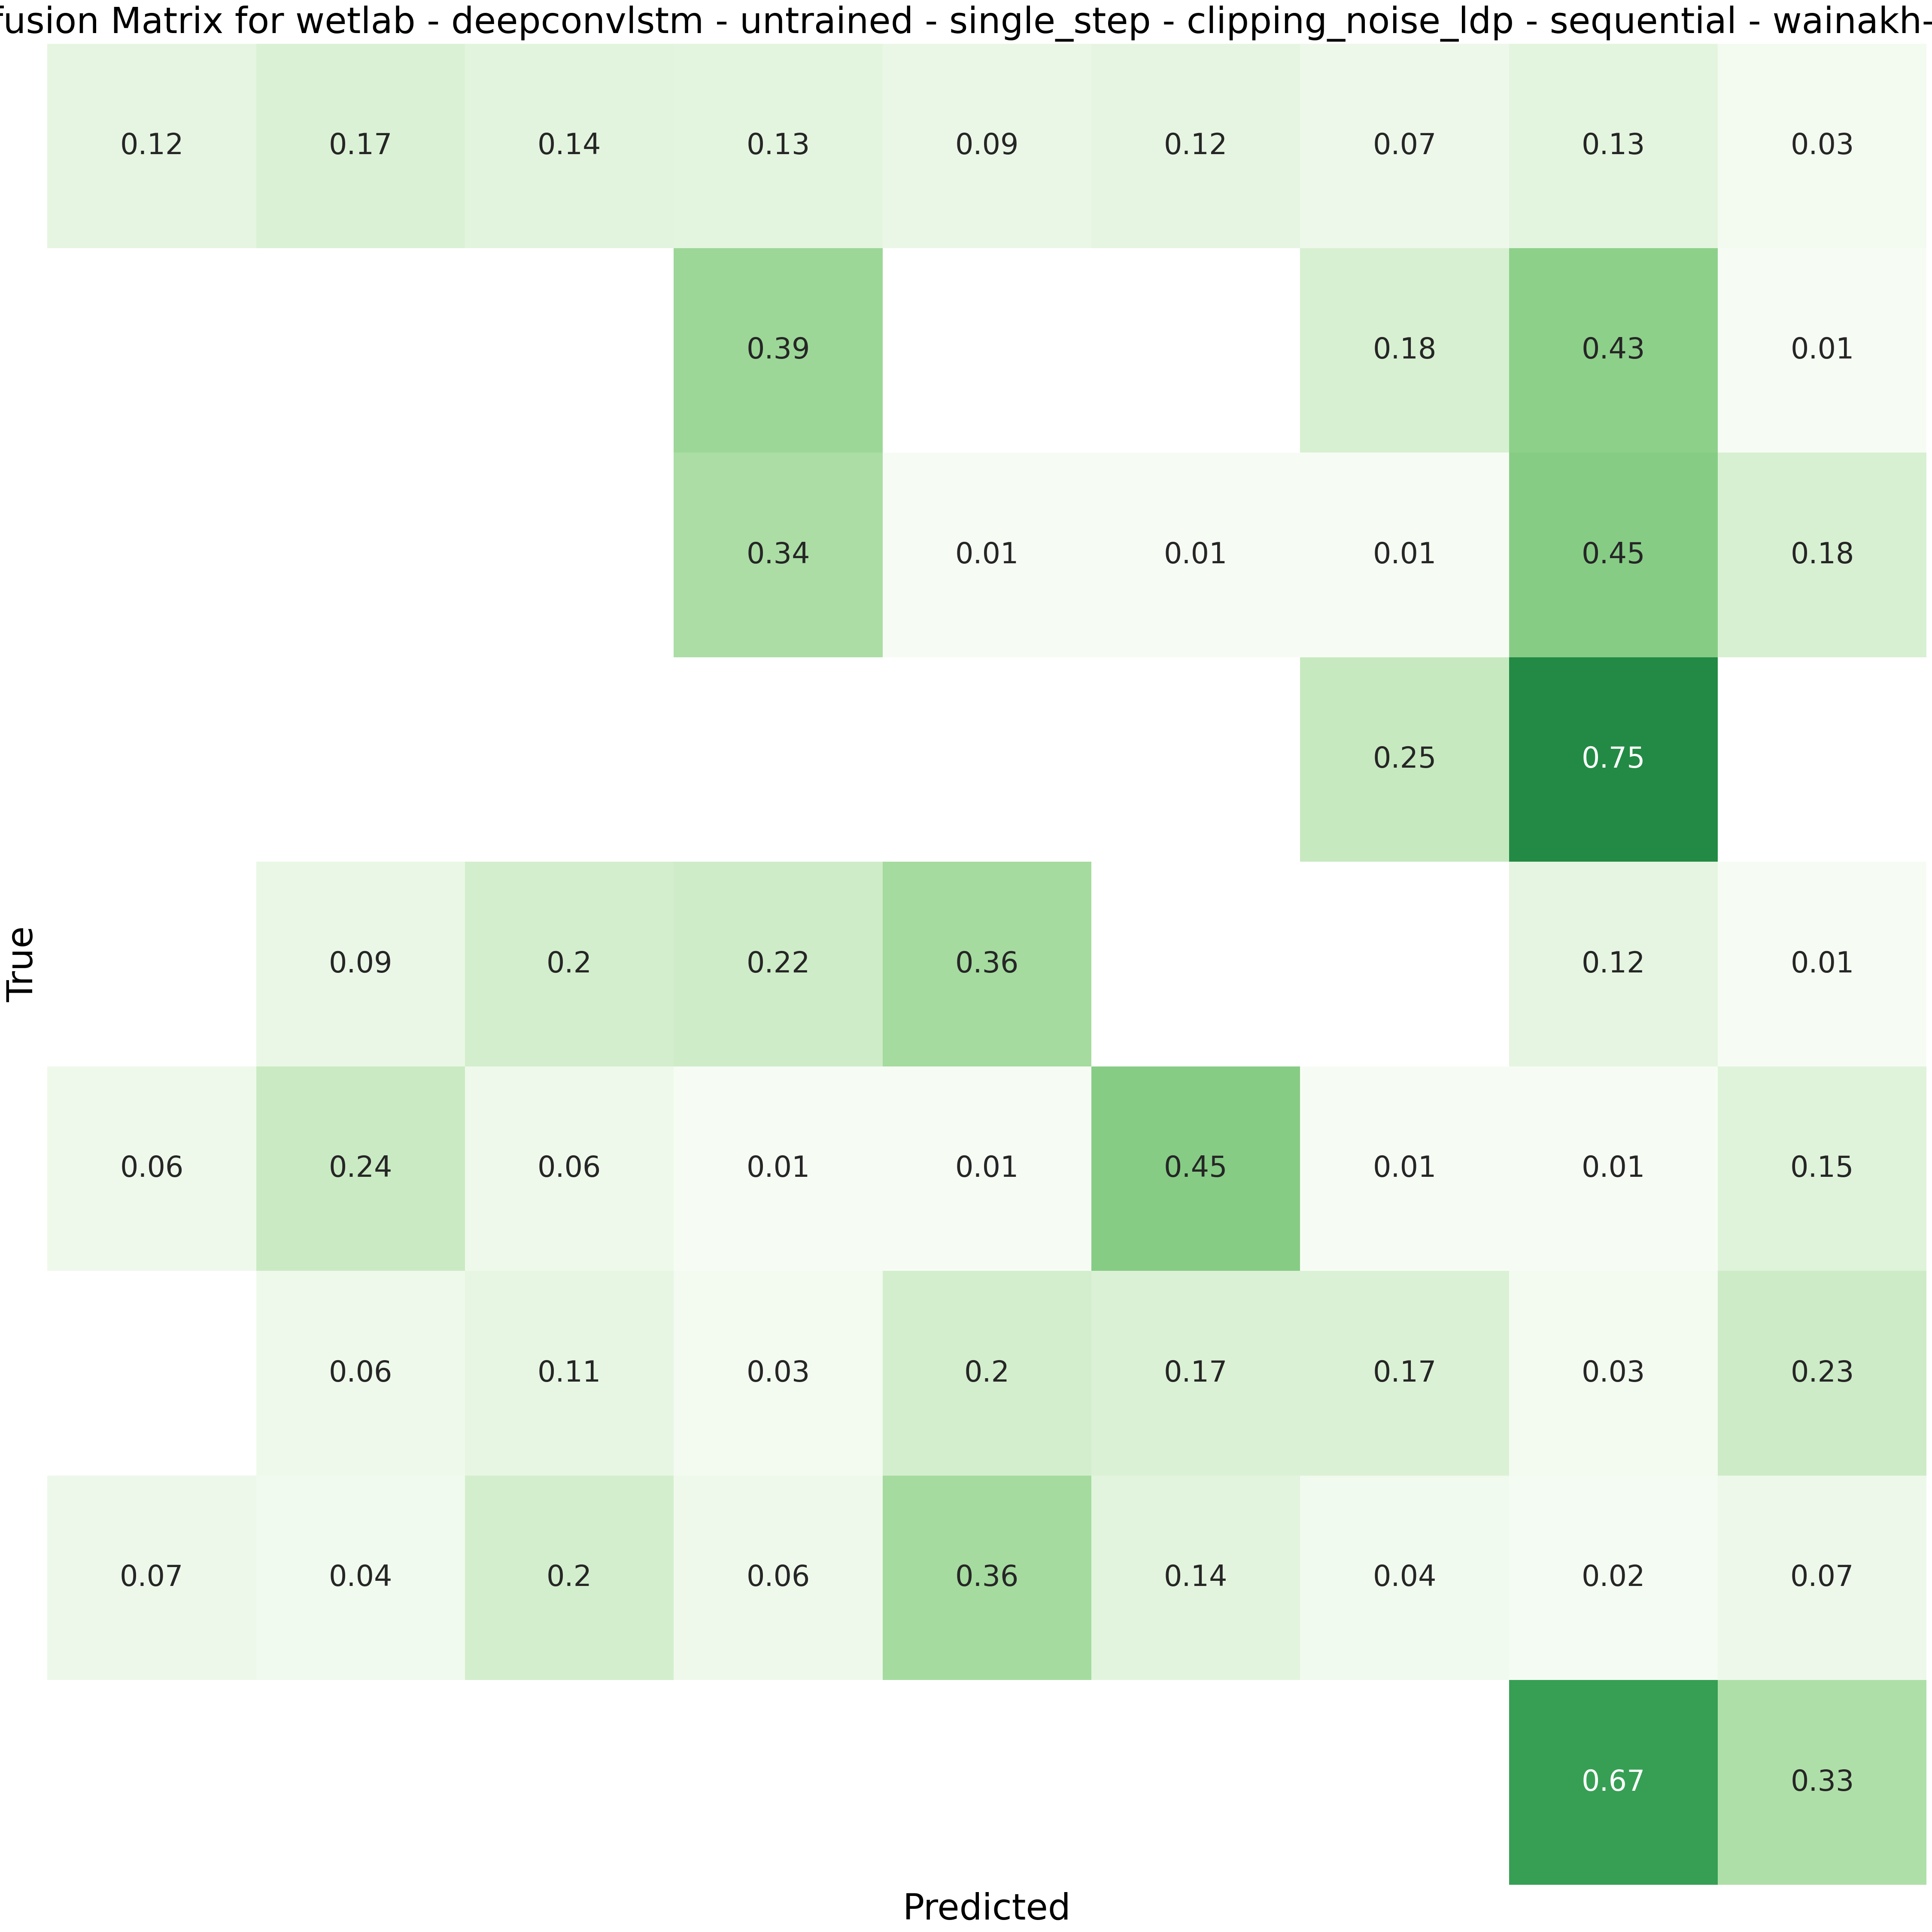 fusion Matrix for wetlab - deepconvlstm - untrained - single_step - clipping_noise_ldp - sequential - wainakh-
0.12 0.17 0.14 0.13 0.09 0.12 0.07 0.13 0.03
0.39 0.18 0.43 0.01
0.34 0.01 0.01 0.01 0.45 0.18
0.25 0.75
True
0.09 0.2 0.22 0.36 0.12 0.01
0.06 0.24 0.06 0.01 0.01 0.45 0.01 0.01 0.15
0.06 0.11 0.03 0.2 0.17 0.17 0.03 0.23
0.07 0.04 0.2 0.06 0.36 0.14 0.04 0.02 0.07
0.67 0.33
Predicted